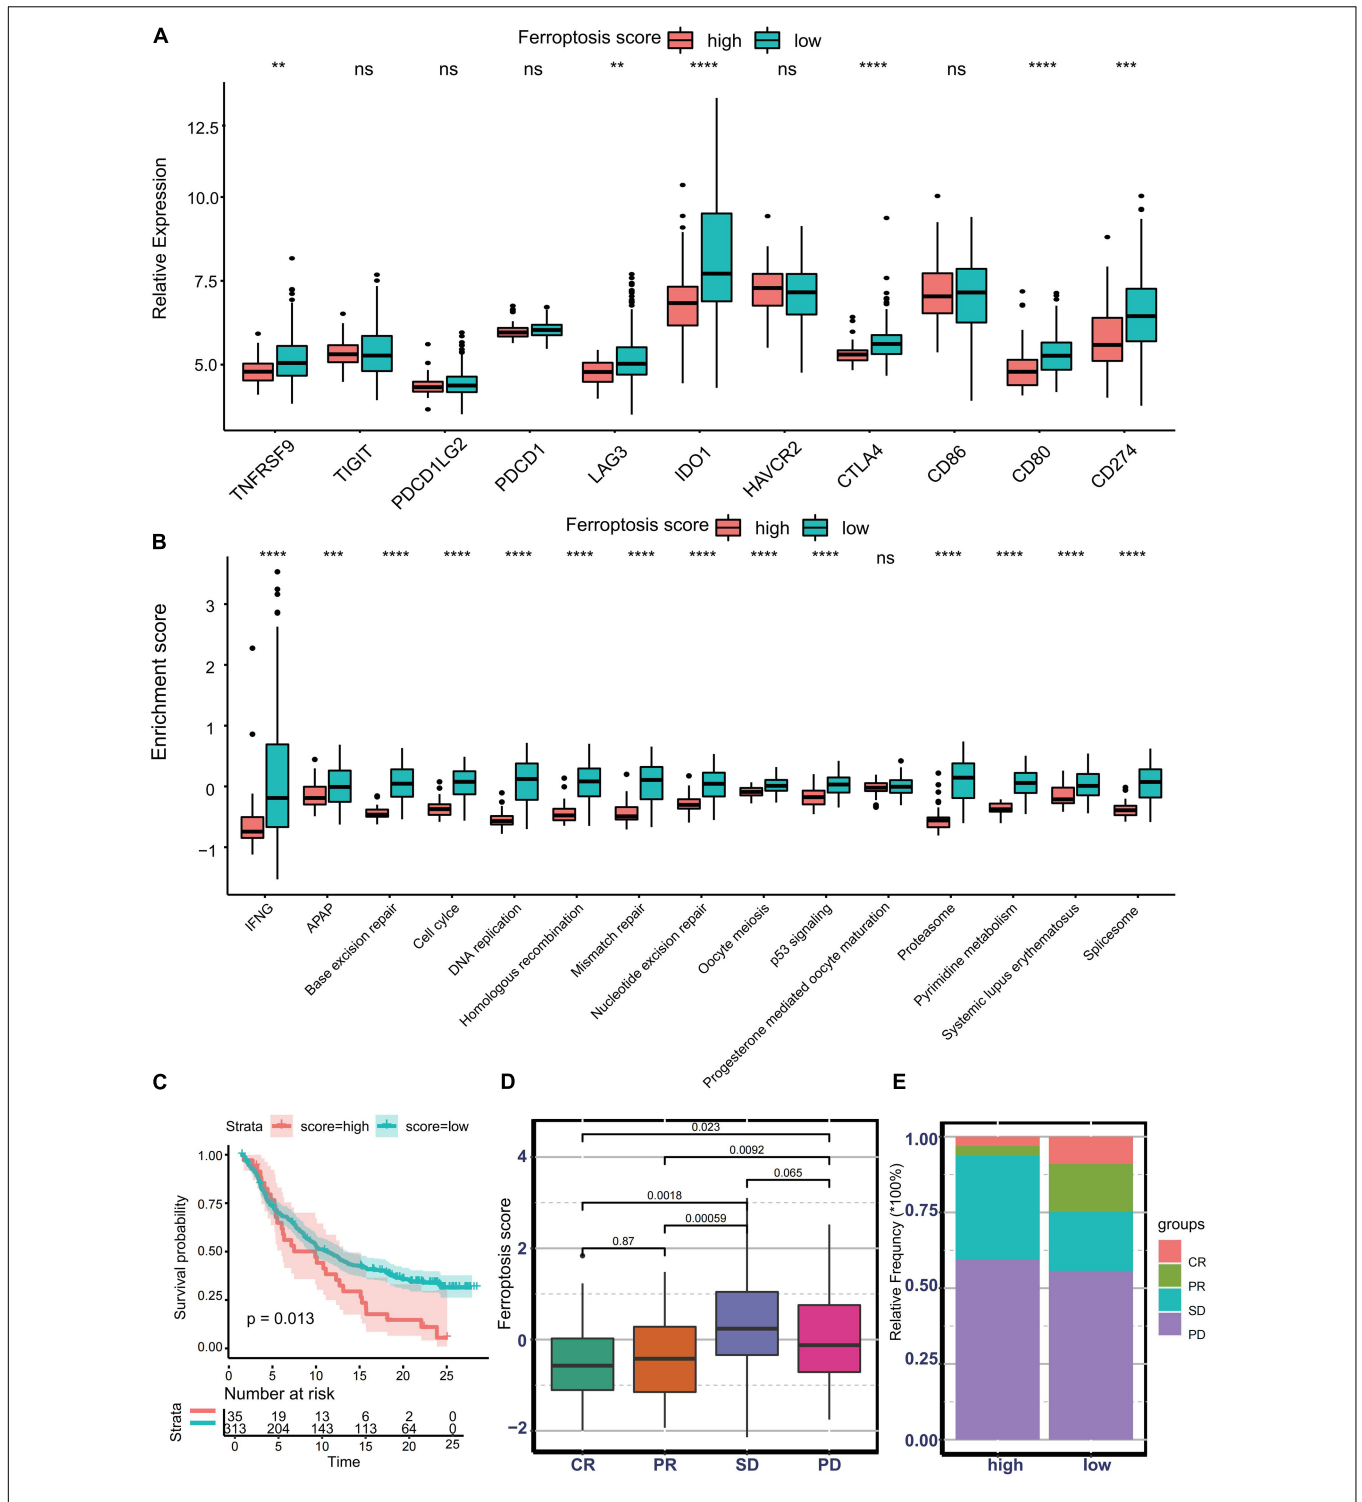 A
Ferroptosis score high low
** ns ns ns ** **** ns **** ns **** ***
Relative Expression
12.5
10.0
7.5
5.0
TNFRSF9 TIGIT PDCD1LG2 PDCD1 LAG3 IDO1 HAVCR2 CTLA4 CD86 CD80 CD274
B
Ferroptosis score high low
**** *** **** **** **** **** **** **** **** **** ns **** **** **** ****
Enrichment score
3
2
1
0
−1
IFNG APAP Base excision repair Cell cylce DNA replication Homologous recombination Mismatch repair Nucleotide excision repair Oocyte meiosis p53 signaling Progesterone mediated oocyte maturation Proteasome Pyrimidine metabolism Systemic lupus erythematosus Spliceosome
C
Strata score=high score=low
Survival probability
1.00
0.75
0.50
0.25
0.00
p = 0.013
0 5 10 15 20 25
Number at risk
Strata
35 19 13 6 2 0
313 204 143 113 64 0
0 5 10 15 20 25
Time
D
Ferroptosis score
4
2
0
−2
0.023
0.0092
0.065
0.0018
0.00059
0.87
CR PR SD PD
E
Relative Frequncy (*100%)
1.00
0.75
0.50
0.25
0.00
high low
groups
CR
PR
SD
PD